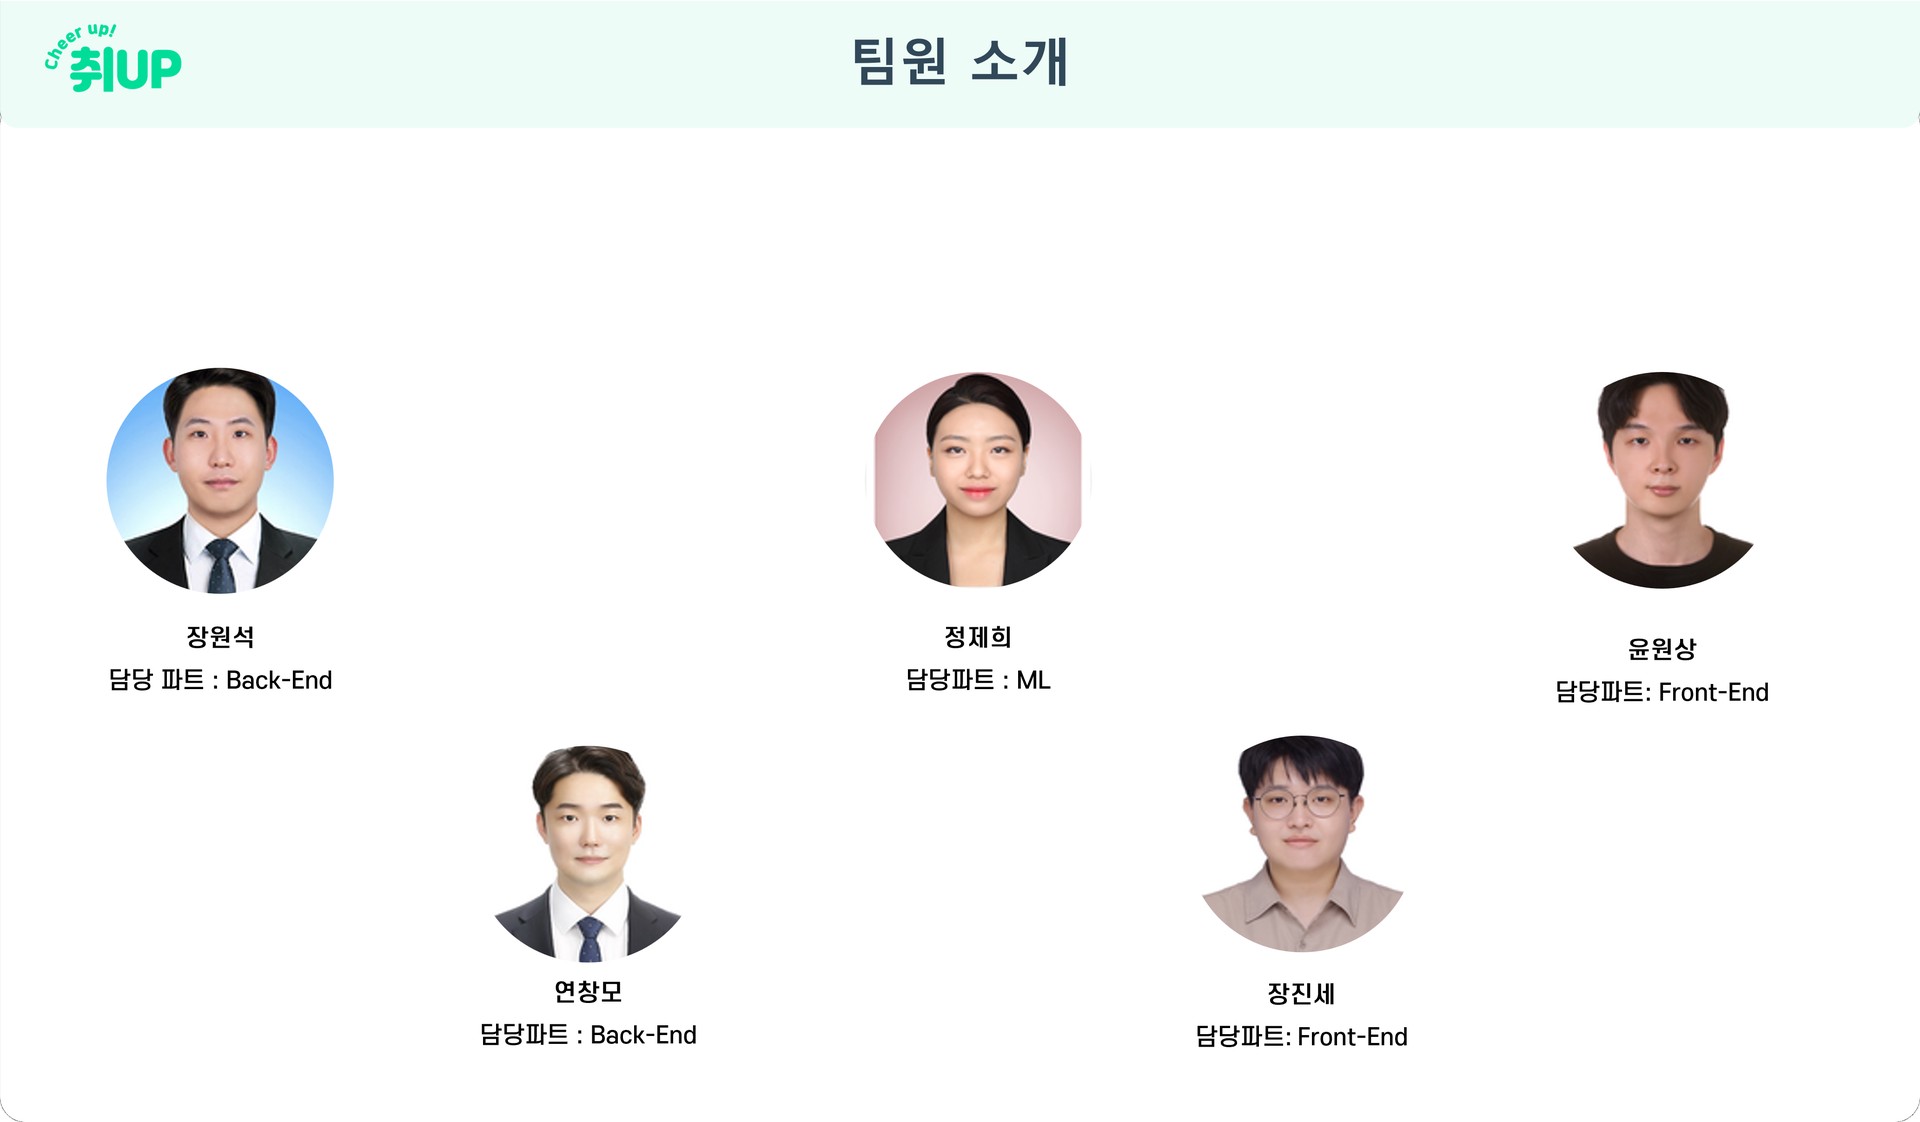 Cheer up!
취UP
팀원 소개
장원석
담당 파트 : Back-End
정제희
담당파트 : ML
윤원상
담당파트: Front-End
연창모
담당파트 : Back-End
장진세
담당파트: Front-End